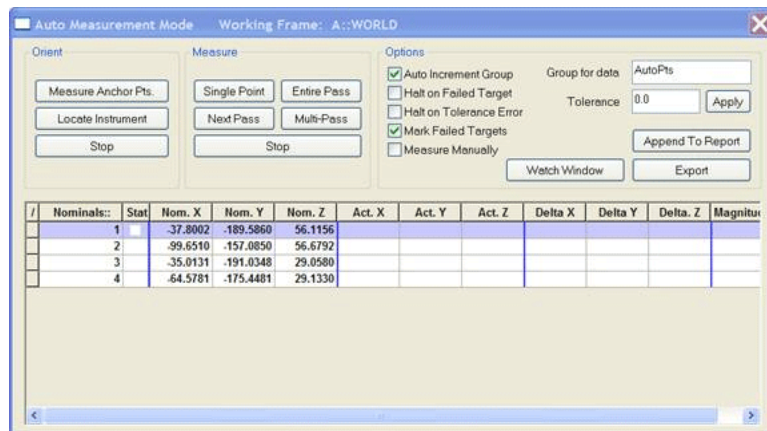 Auto Measurement Mode Working Frame: A::WORLD
Orient
Measure Anchor Pts.
Locate Instrument
Stop
Measure
Single Point Entire Pass
Next Pass Multi-Pass
Stop
Options
Auto Increment Group
Halt on Failed Target
Halt on Tolerance Error
Mark Failed Targets
Measure Manually
Group for data AutoPts
Tolerance 0.0 Apply
Append To Report
Watch Window Export
/ Nominals:: Stat Nom. X Nom. Y Nom. Z Act. X Act. Y Act. Z Delta X Delta Y Delta. Z Magnitud
1 -37.8002 -189.5860 56.1156
2 -99.6510 -157.0850 56.6792
3 -35.0131 -191.0348 29.0580
4 -64.5781 -175.4481 29.1330